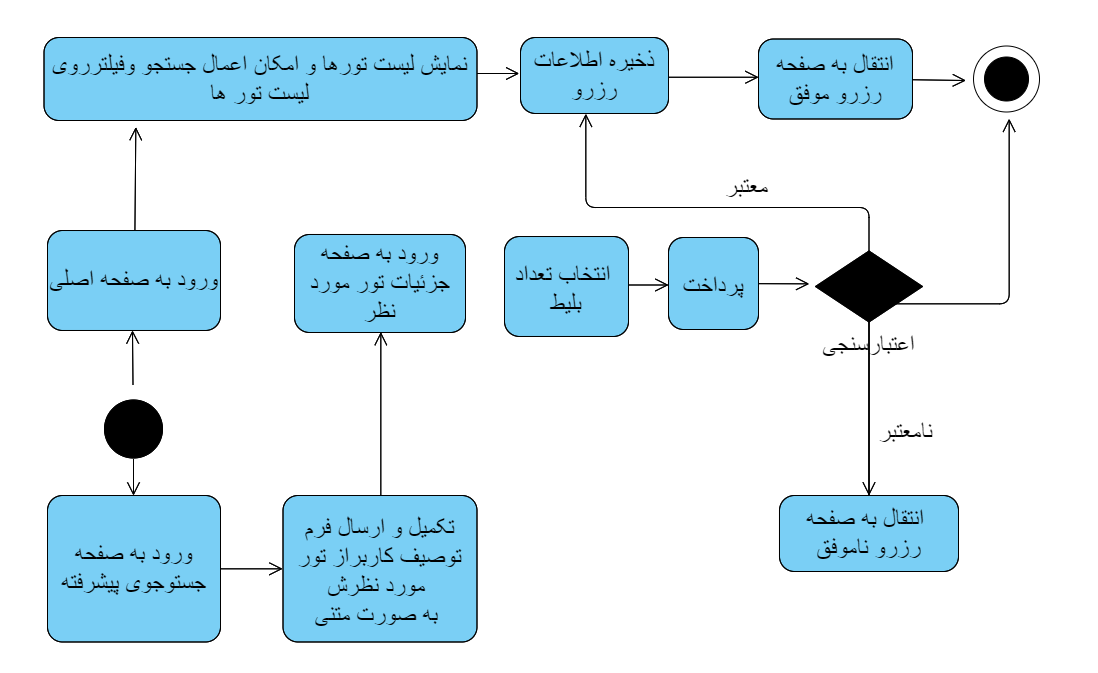 نمایش لیست تورها و امکان اعمال جستجو وفیلترروی
لیست تور ها
ذخیره اطلاعات
رزرو
انتقال به صفحه
رزرو موفق
معتبر
ورود به صفحه اصلی
ورود به صفحه
جزئیات تور مورد
نظر
انتخاب تعداد
بلیط
پرداخت
اعتبارسنجی
نامعتبر
ورود به صفحه
جستوجوی پیشرفته
تکمیل و ارسال فرم
توصیف کاربراز تور
مورد نظرش
به صورت متنی
انتقال به صفحه
رزرو ناموفق